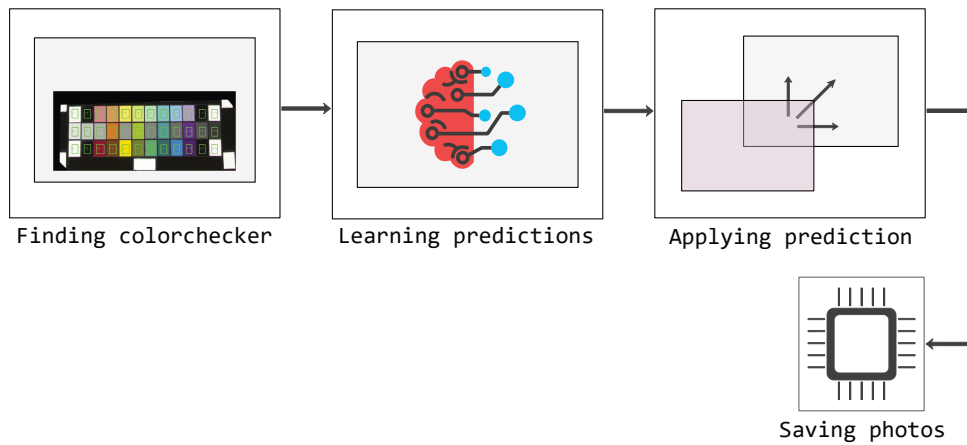 Finding colorchecker
Learning predictions
Applying prediction
Saving photos